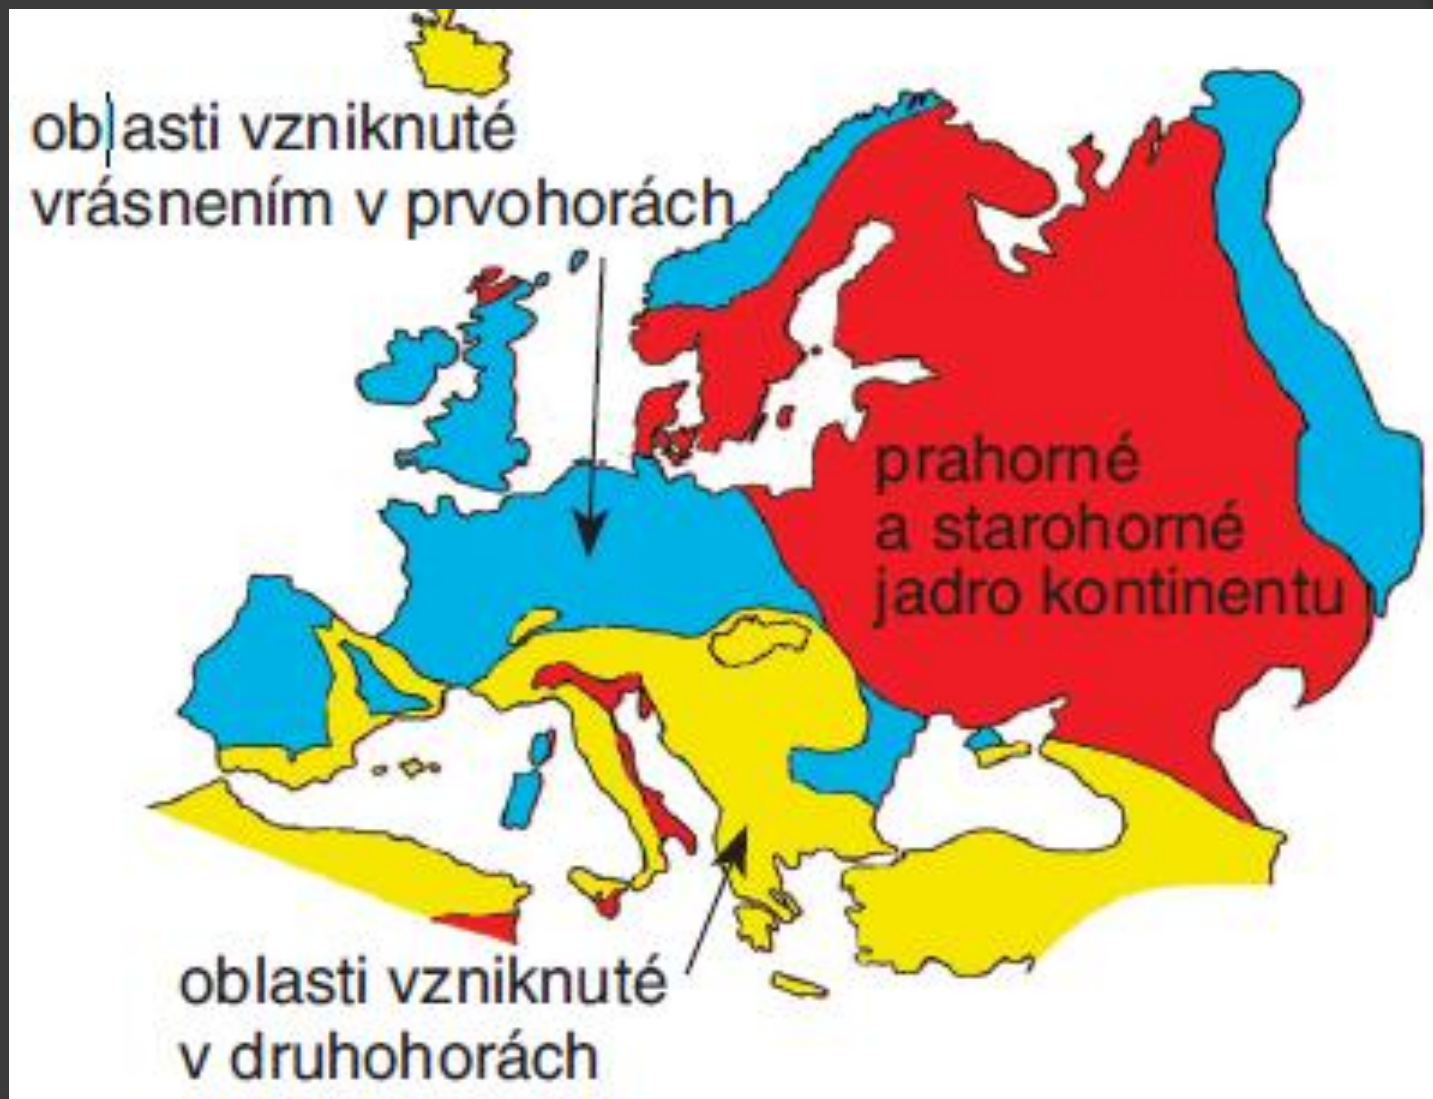 oblasti vzniknuté
vrásnením v prvohorách
prahorné
a starohorné
jadro kontinentu
oblasti vzniknuté
v druhohorách